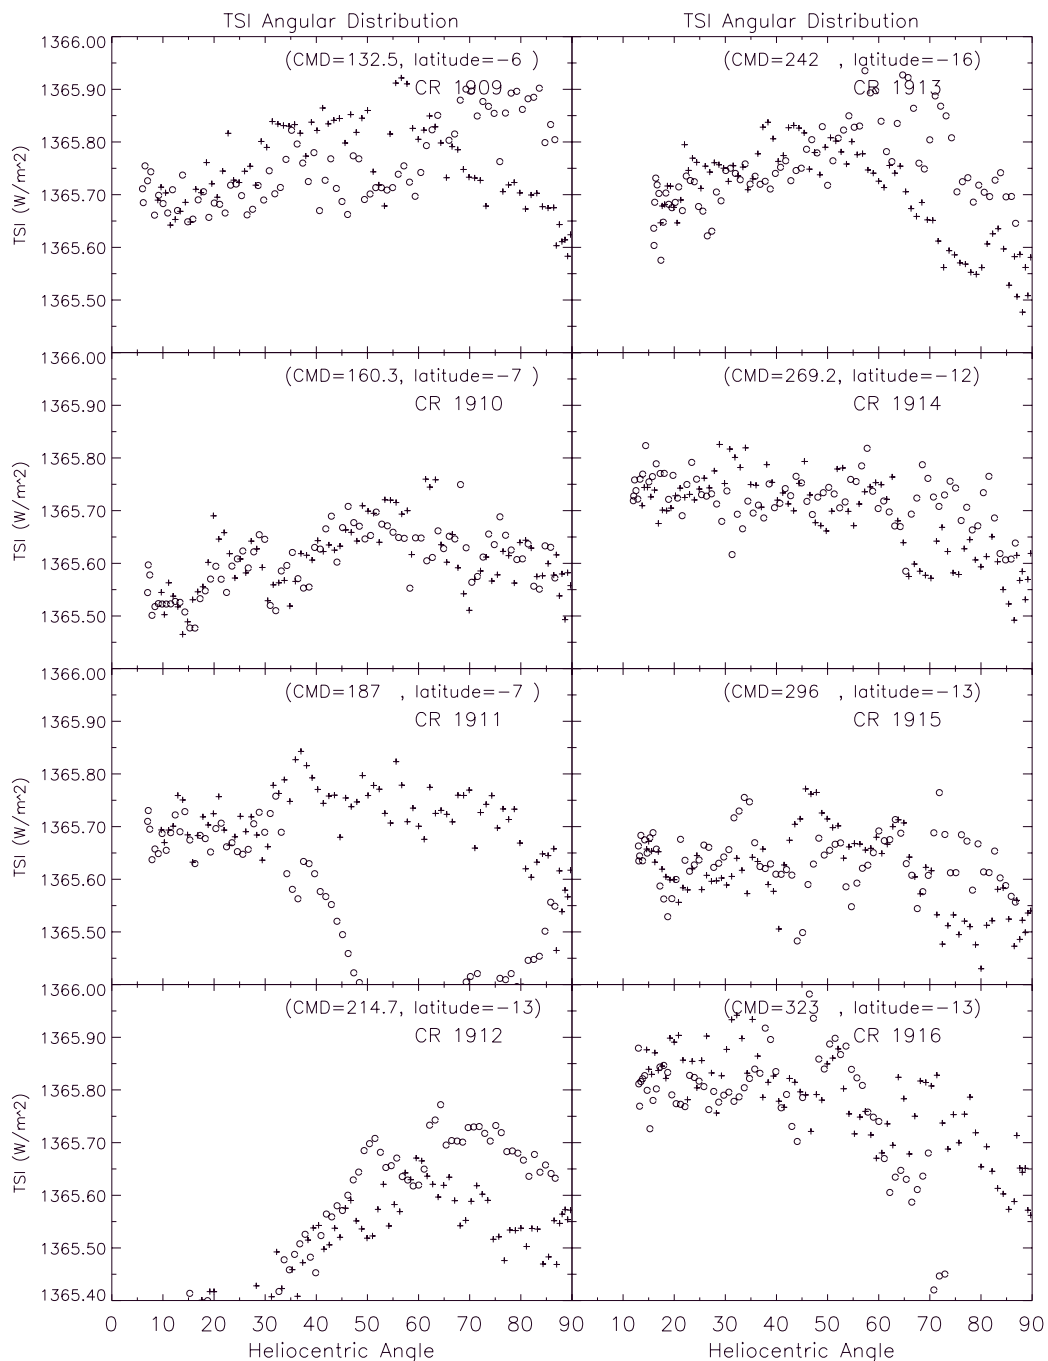 TSI Angular Distribution
TSI Angular Distribution
1366.00
(CMD=132.5, latitude=−6 )
CR 1909
(CMD=242 , latitude=−16)
CR 1913
1365.90
1365.80
1365.70
1365.60
1365.50
TSI (W/m^2)
1366.00
(CMD=160.3, latitude=−7 )
CR 1910
(CMD=269.2, latitude=−12)
CR 1914
1365.90
1365.80
1365.70
1365.60
1365.50
TSI (W/m^2)
1366.00
(CMD=187 , latitude=−7 )
CR 1911
(CMD=296 , latitude=−13)
CR 1915
1365.90
1365.80
1365.70
1365.60
1365.50
TSI (W/m^2)
1366.00
(CMD=214.7, latitude=−13)
CR 1912
(CMD=323 , latitude=−13)
CR 1916
1365.90
1365.80
1365.70
1365.60
1365.50
1365.40
TSI (W/m^2)
0 10 20 30 40 50 60 70 80 90
10 20 30 40 50 60 70 80 90
Heliocentric Angle
Heliocentric Angle